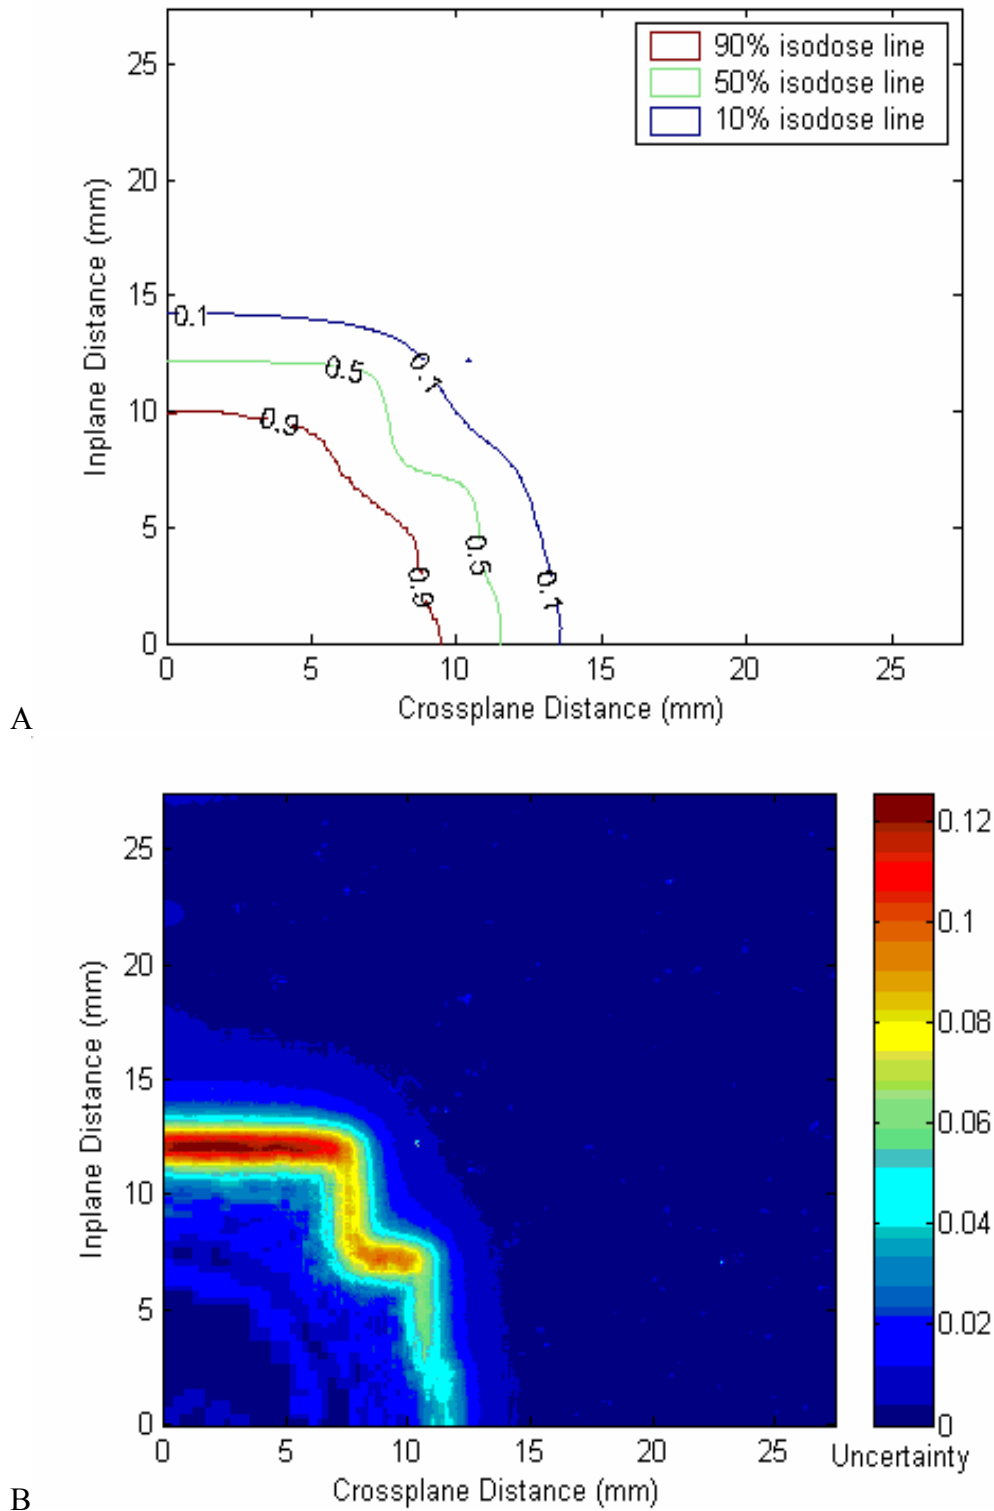 90% isodose line
50% isodose line
10% isodose line
25
20
15
10
5
0
Inplane Distance (mm)
0.1
0.1
0.1
0.5
0.5
0.9
0.9
0 5 10 15 20 25
Crossplane Distance (mm)
A
25
20
15
10
5
0
Inplane Distance (mm)
0 5 10 15 20 25
Crossplane Distance (mm)
0.12
0.1
0.08
0.06
0.04
0.02
0
Uncertainty
B